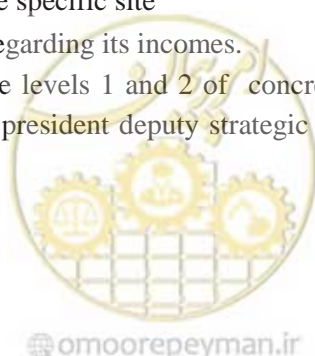 e specific site
egarding its incomes.
e levels 1 and 2 of concre
president deputy strategic
omoorepeyman.ir